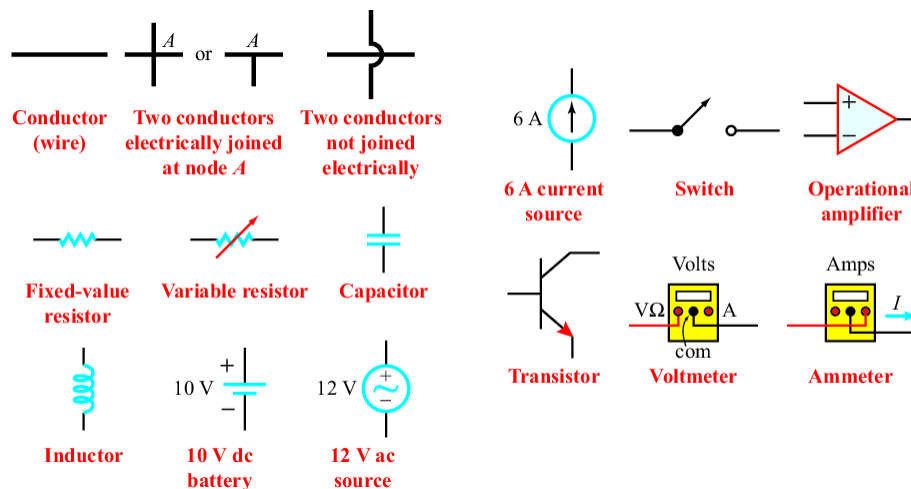 A or A
Conductor
(wire)
Two conductors
electrically joined
at node A
Two conductors
not joined
electrically
6 A
6 A current
source
Switch
+
−
Operational
amplifier
Fixed-value
resistor
Variable resistor
Capacitor
Transistor
Volts
VΩ
A
com
Voltmeter
Amps
I
Ammeter
Inductor
10 V
+
−
10 V dc
battery
12 V
+
~
−
12 V ac
source